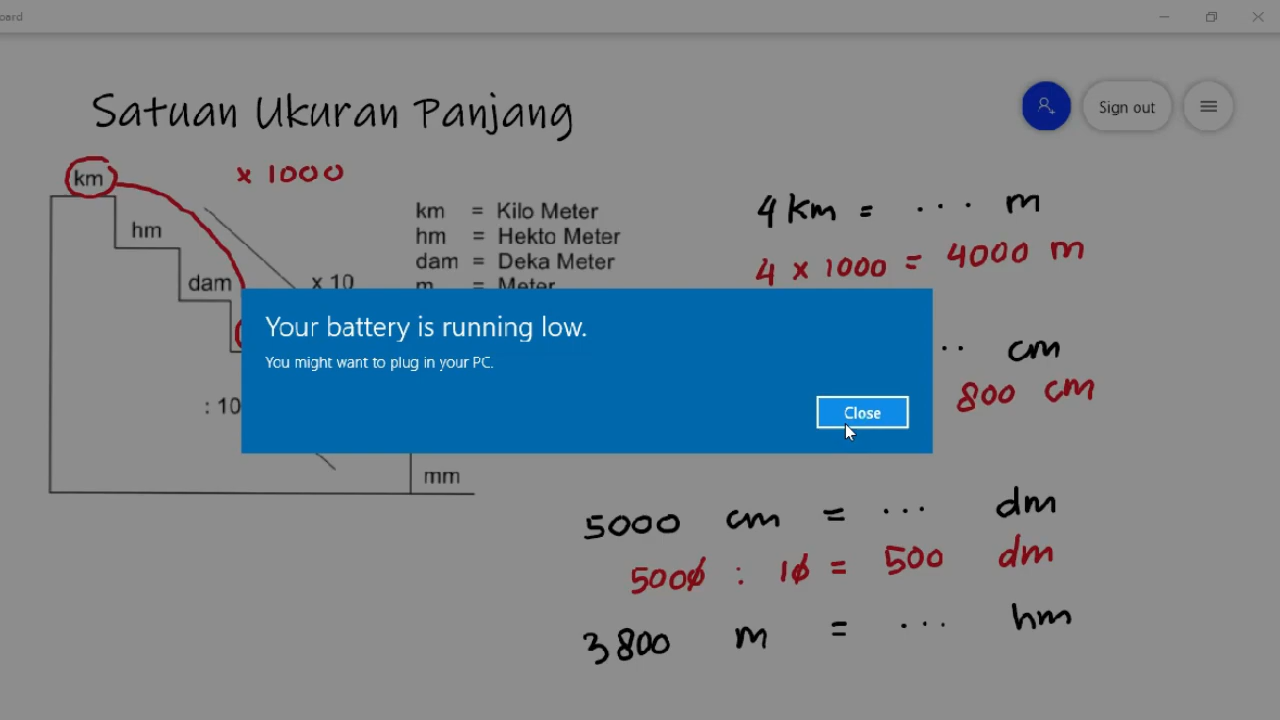 oard
Sign out
Satuan Ukuran Panjang
km
x 1000
hm
dam
x 10
: 10
mm
km = Kilo Meter
hm = Hekto Meter
dam = Deka Meter
m = Meter
4 km = ... m
4 x 1000 = 4000 m
Your battery is running low.
You might want to plug in your PC.
Close
.. cm
800 cm
5000 cm = ... dm
5000 : 10 = 500 dm
3800 m = ... hm